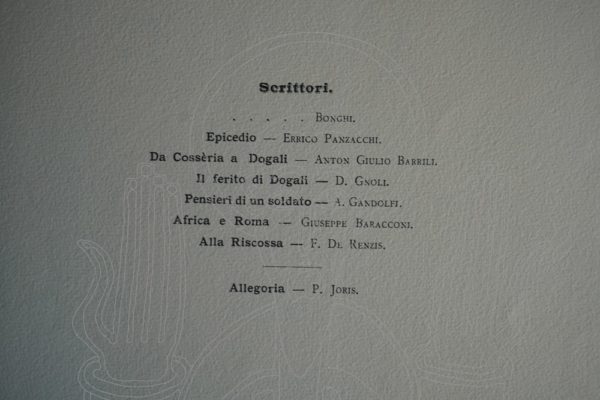 Scrittori.
. . . . . Bonghi.
Epicedio — Errico Panzacchi.
Da Cossèria a Dogali — Anton Giulio Barrili.
Il ferito di Dogali — D. Gnoli.
Pensieri di un soldato — A. Gandolfi.
Africa e Roma — Giuseppe Baracconi.
Alla Riscossa — F. De Renzis.
Allegoria — P. Joris.